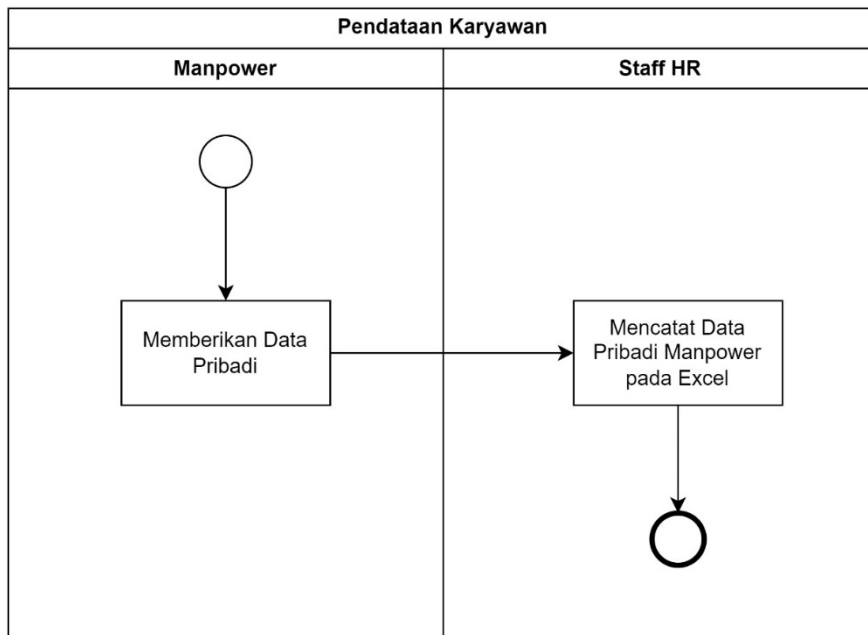 Pendataan Karyawan
Manpower
Staff HR
Memberikan Data
Pribadi
Mencatat Data
Pribadi Manpower
pada Excel